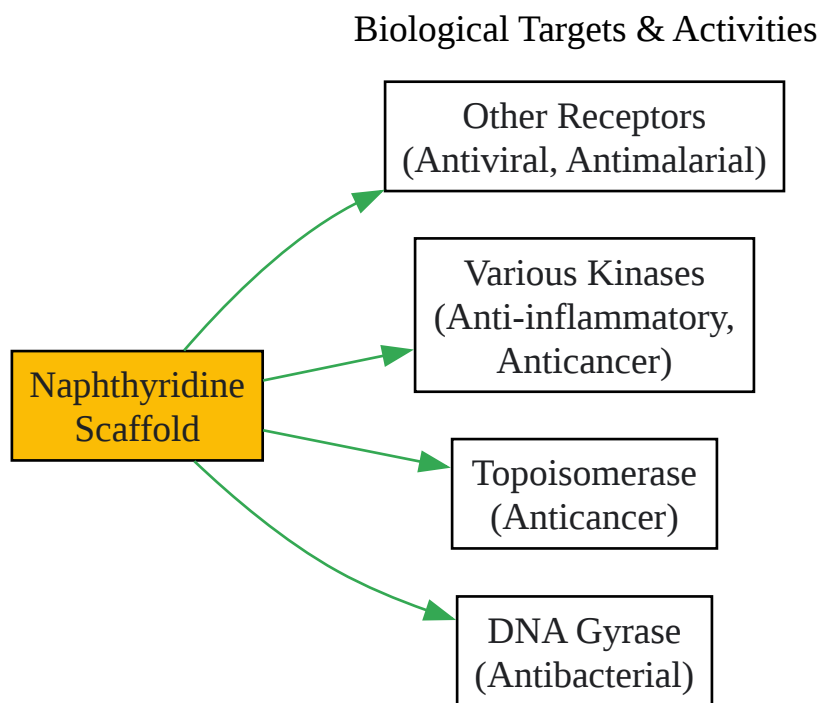 Biological Targets & Activities
Other Receptors
(Antiviral, Antimalarial)
Various Kinases
(Anti-inflammatory,
Anticancer)
Naphthyridine
Scaffold
Topoisomerase
(Anticancer)
DNA Gyrase
(Antibacterial)